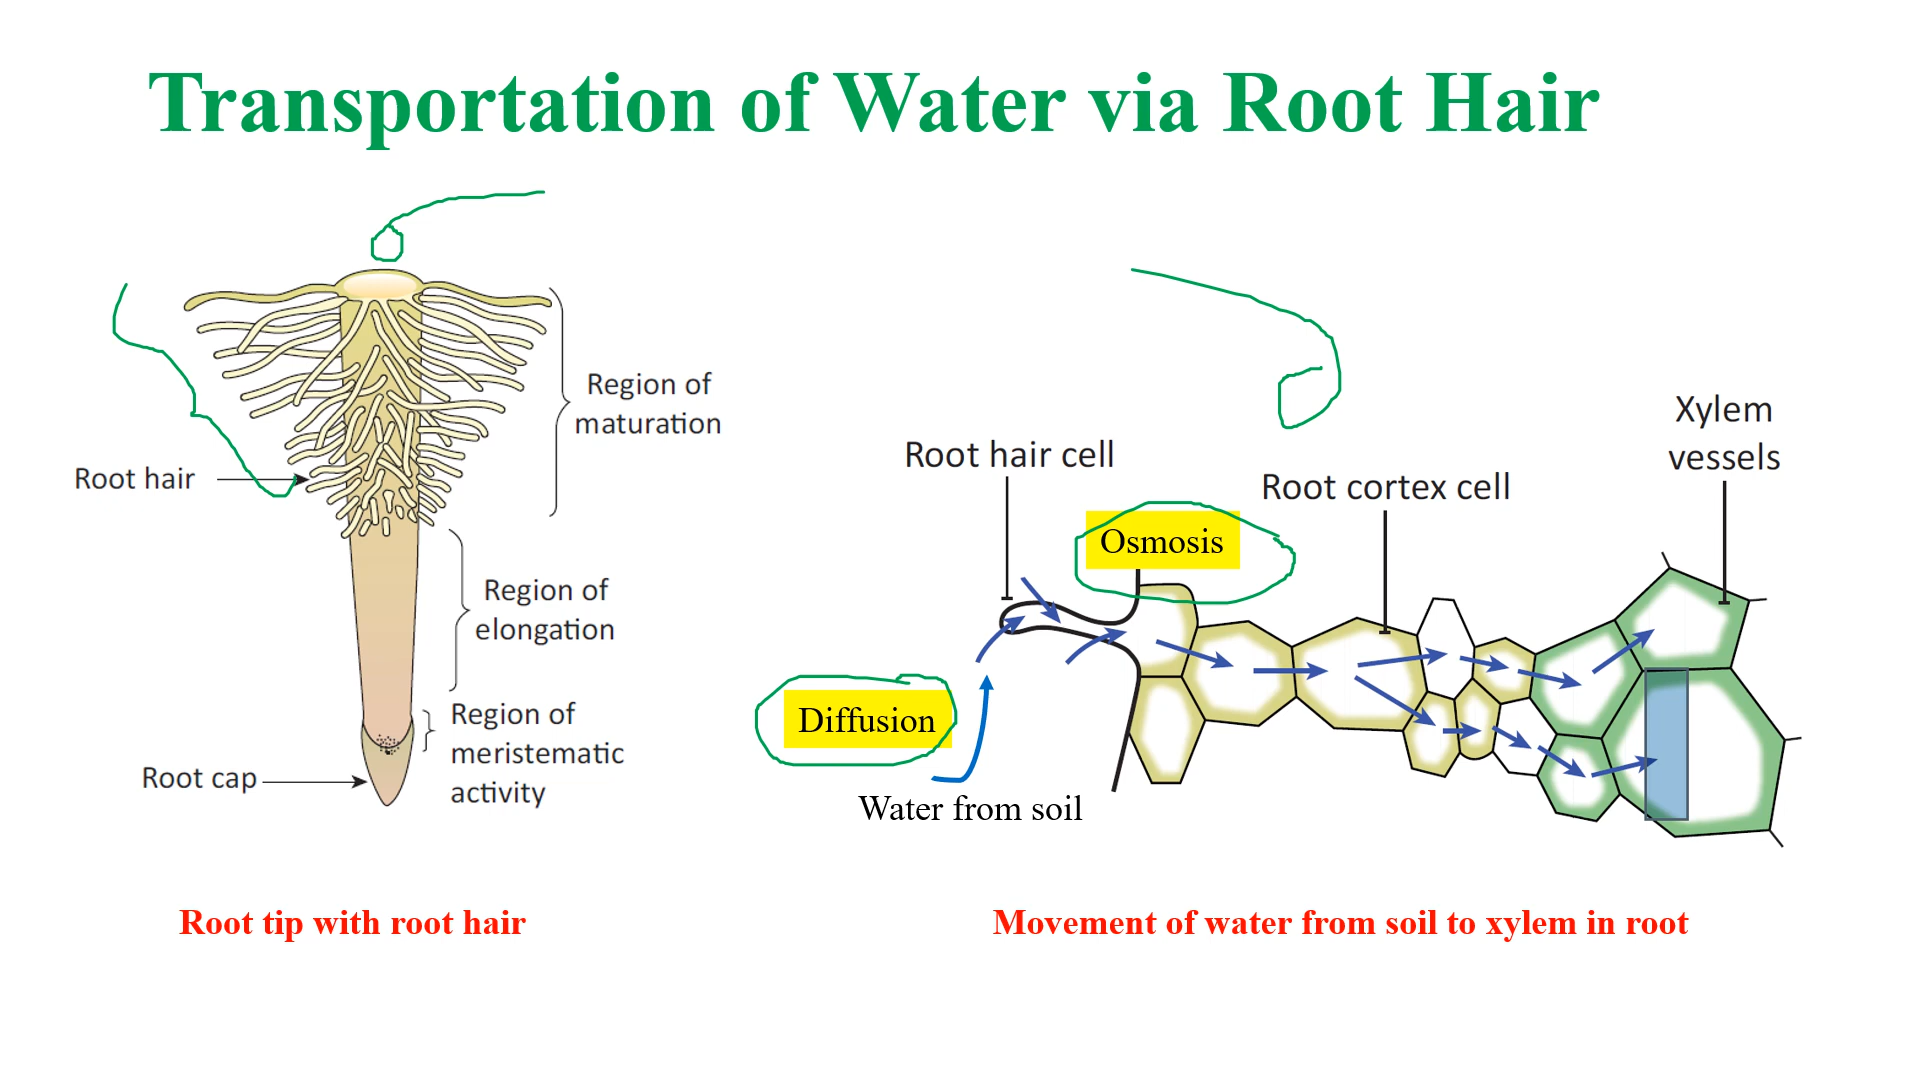 Transportation of Water via Root Hair
Region of
maturation
Root hair
Region of
elongation
Region of
meristematic
activity
Root cap
Root tip with root hair
Xylem
vessels
Root hair cell
Root cortex cell
Osmosis
Diffusion
Water from soil
Movement of water from soil to xylem in root